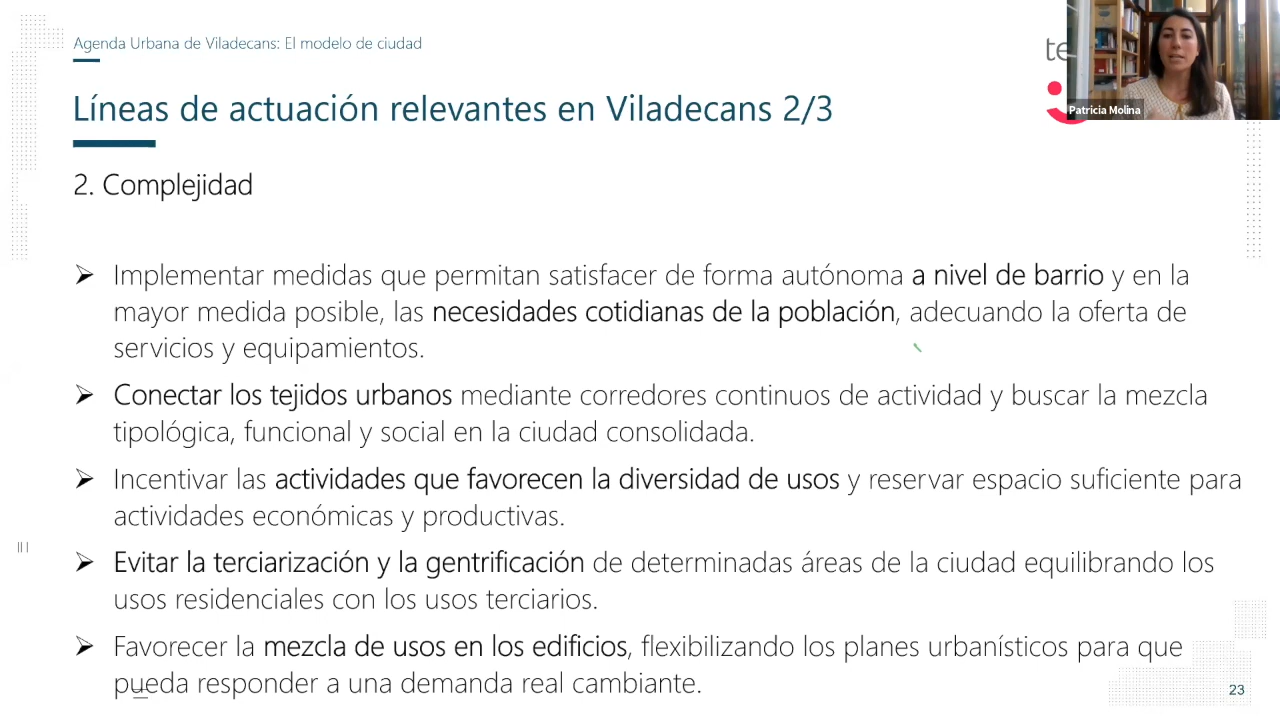 Agenda Urbana de Viladecans: El modelo de ciudad
te
Patricia Molina
Líneas de actuación relevantes en Viladecans 2/3
2. Complejidad
➢ Implementar medidas que permitan satisfacer de forma autónoma a nivel de barrio y en la
mayor medida posible, las necesidades cotidianas de la población, adecuando la oferta de
servicios y equipamientos.
➢ Conectar los tejidos urbanos mediante corredores continuos de actividad y buscar la mezcla
tipológica, funcional y social en la ciudad consolidada.
➢ Incentivar las actividades que favorecen la diversidad de usos y reservar espacio suficiente para
actividades económicas y productivas.
➢ Evitar la terciarización y la gentrificación de determinadas áreas de la ciudad equilibrando los
usos residenciales con los usos terciarios.
➢ Favorecer la mezcla de usos en los edificios, flexibilizando los planes urbanísticos para que
pueda responder a una demanda real cambiante.
23